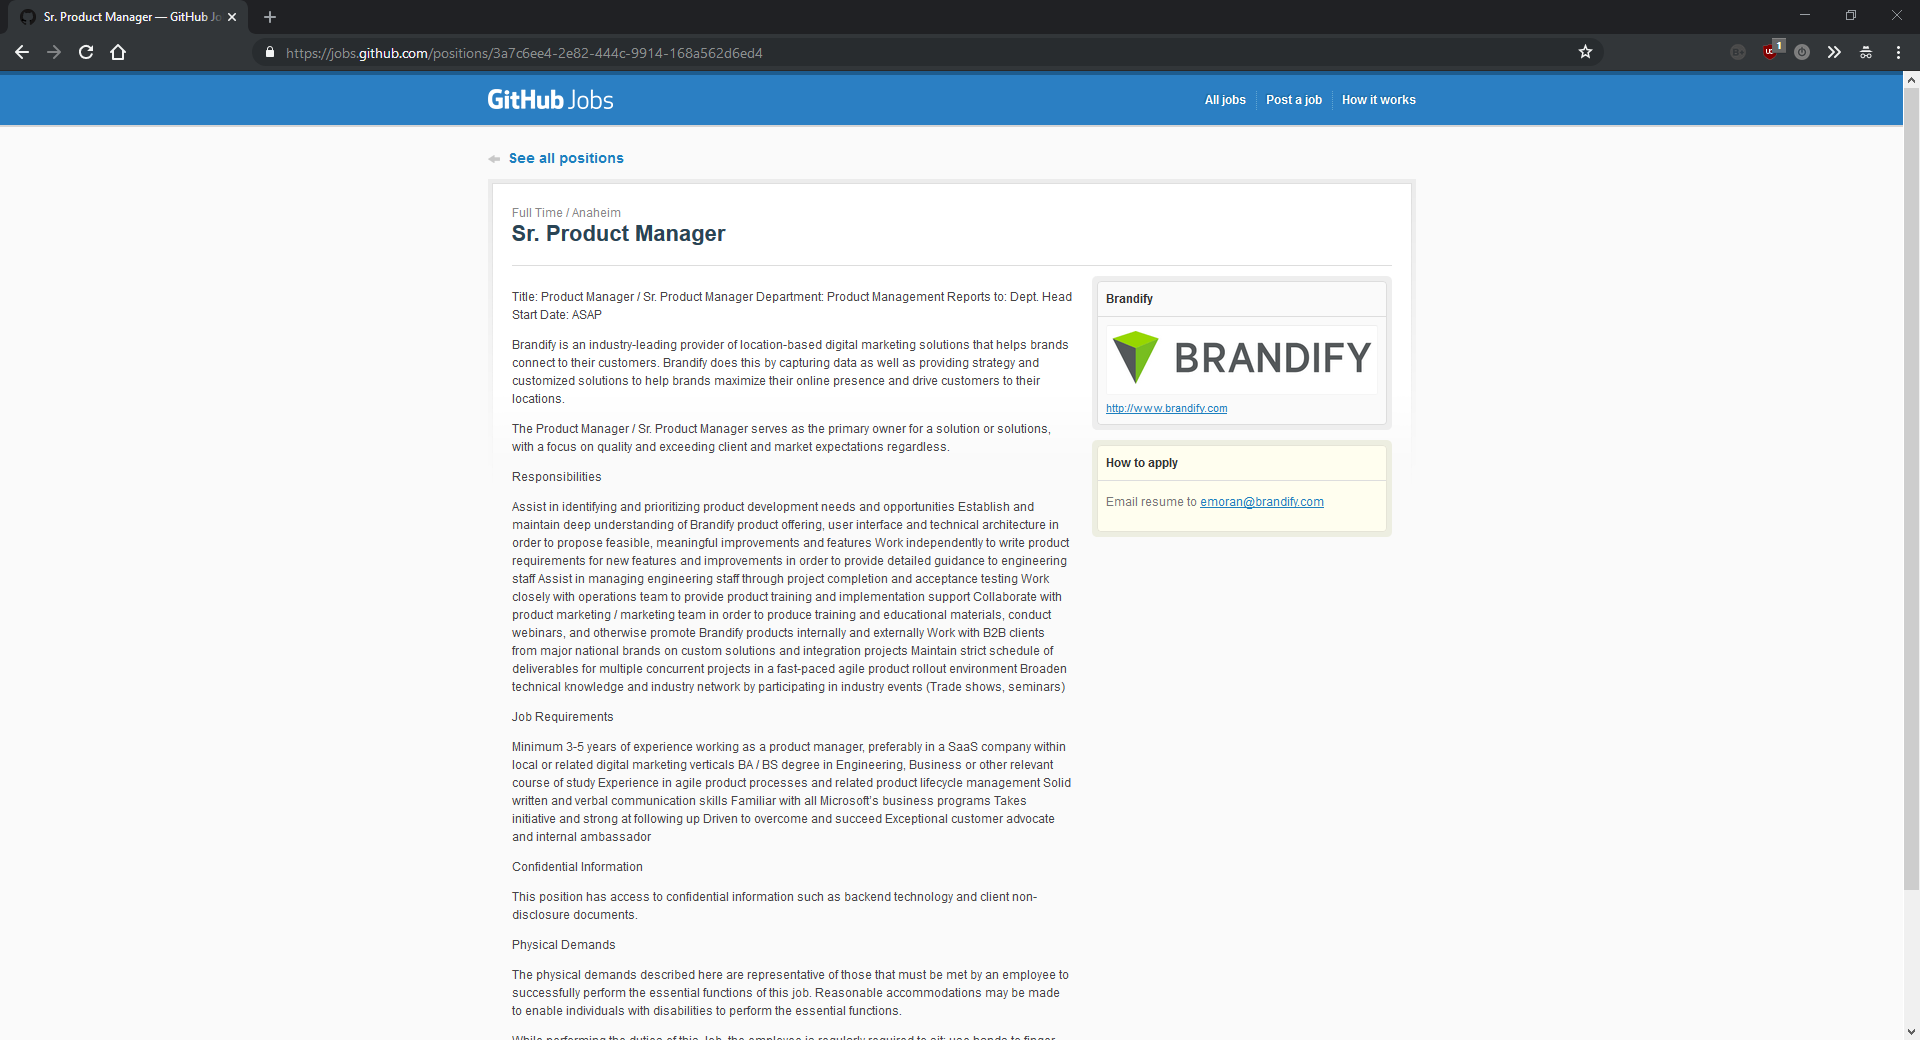 Sr. Product Manager — GitHub Jo
https://jobs.github.com/positions/3a7c6ee4-2e82-444c-9914-168a562d6ed4
1
GitHub Jobs
All jobs
Post a job
How it works
See all positions
Full Time / Anaheim
Sr. Product Manager
Title: Product Manager / Sr. Product Manager Department: Product Management Reports to: Dept. Head
Start Date: ASAP
Brandify is an industry-leading provider of location-based digital marketing solutions that helps brands
connect to their customers. Brandify does this by capturing data as well as providing strategy and
customized solutions to help brands maximize their online presence and drive customers to their
locations.
The Product Manager / Sr. Product Manager serves as the primary owner for a solution or solutions,
with a focus on quality and exceeding client and market expectations regardless.
Responsibilities
Assist in identifying and prioritizing product development needs and opportunities Establish and
maintain deep understanding of Brandify product offering, user interface and technical architecture in
order to propose feasible, meaningful improvements and features Work independently to write product
requirements for new features and improvements in order to provide detailed guidance to engineering
staff Assist in managing engineering staff through project completion and acceptance testing Work
closely with operations team to provide product training and implementation support Collaborate with
product marketing / marketing team in order to produce training and educational materials, conduct
webinars, and otherwise promote Brandify products internally and externally Work with B2B clients
from major national brands on custom solutions and integration projects Maintain strict schedule of
deliverables for multiple concurrent projects in a fast-paced agile product rollout environment Broaden
technical knowledge and industry network by participating in industry events (Trade shows, seminars)
Job Requirements
Minimum 3-5 years of experience working as a product manager, preferably in a SaaS company within
local or related digital marketing verticals BA / BS degree in Engineering, Business or other relevant
course of study Experience in agile product processes and related product lifecycle management Solid
written and verbal communication skills Familiar with all Microsoft's business programs Takes
initiative and strong at following up Driven to overcome and succeed Exceptional customer advocate
and internal ambassador
Confidential Information
This position has access to confidential information such as backend technology and client non-
disclosure documents.
Physical Demands
The physical demands described here are representative of those that must be met by an employee to
successfully perform the essential functions of this job. Reasonable accommodations may be made
to enable individuals with disabilities to perform the essential functions.
While performing the duties of this Job, the employee is regularly required to sit; use hands to finger,
Brandify
BRANDIFY
http://www.brandify.com
How to apply
Email resume to emoran@brandify.com